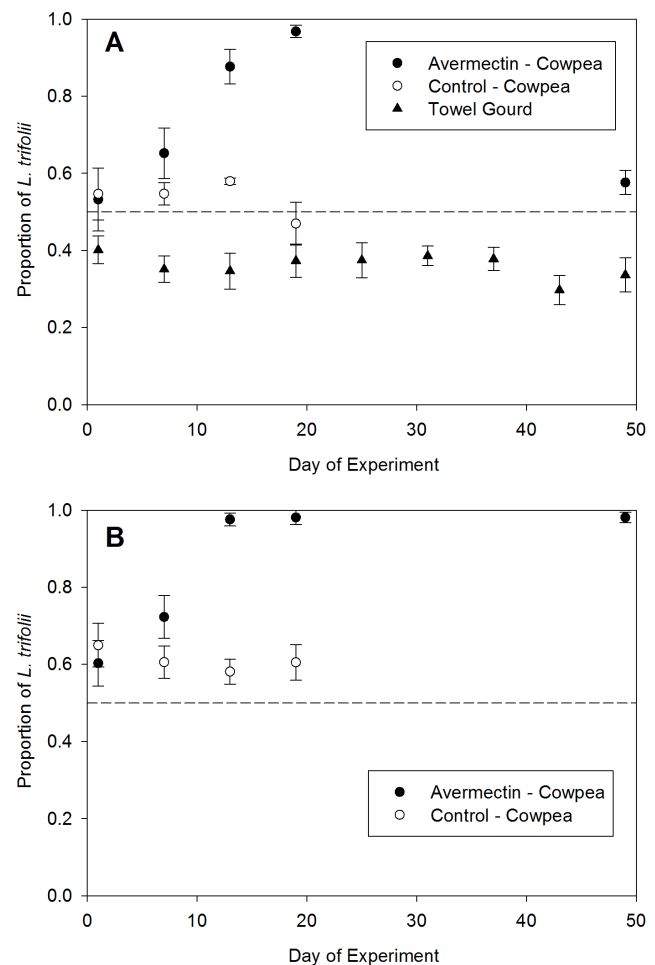 A
Avermectin - Cowpea
Control - Cowpea
Towel Gourd
Proportion of L. trifolii
1.0
0.8
0.6
0.4
0.2
0.0
0 10 20 30 40 50
Day of Experiment
B
Avermectin - Cowpea
Control - Cowpea
Proportion of L. trifolii
1.0
0.8
0.6
0.4
0.2
0.0
0 10 20 30 40 50
Day of Experiment